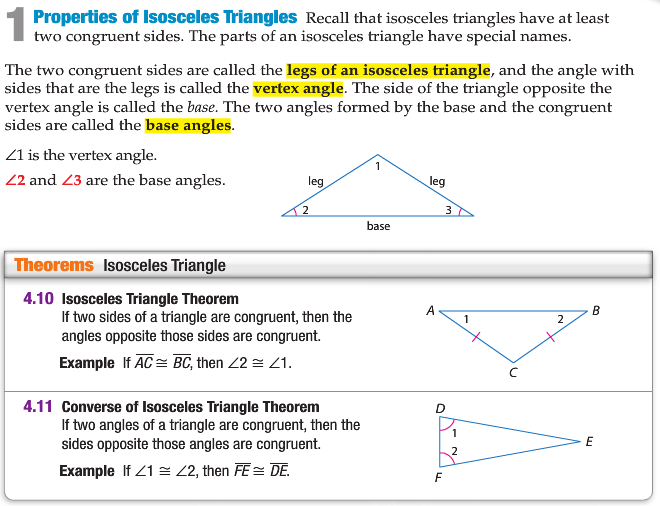 1 Properties of Isosceles Triangles Recall that isosceles triangles have at least
two congruent sides. The parts of an isosceles triangle have special names.
The two congruent sides are called the legs of an isosceles triangle, and the angle with
sides that are the legs is called the vertex angle. The side of the triangle opposite the
vertex angle is called the base. The two angles formed by the base and the congruent
sides are called the base angles.
∠1 is the vertex angle.
∠2 and ∠3 are the base angles.
1
leg
leg
2
3
base
Theorems Isosceles Triangle
4.10 Isosceles Triangle Theorem
If two sides of a triangle are congruent, then the
angles opposite those sides are congruent.
Example If A̅C̅ ≅ B̅C̅, then ∠2 ≅ ∠1.
A
1
2
B
C
4.11 Converse of Isosceles Triangle Theorem
If two angles of a triangle are congruent, then the
sides opposite those angles are congruent.
Example If ∠1 ≅ ∠2, then F̅E̅ ≅ D̅E̅.
D
1
2
E
F